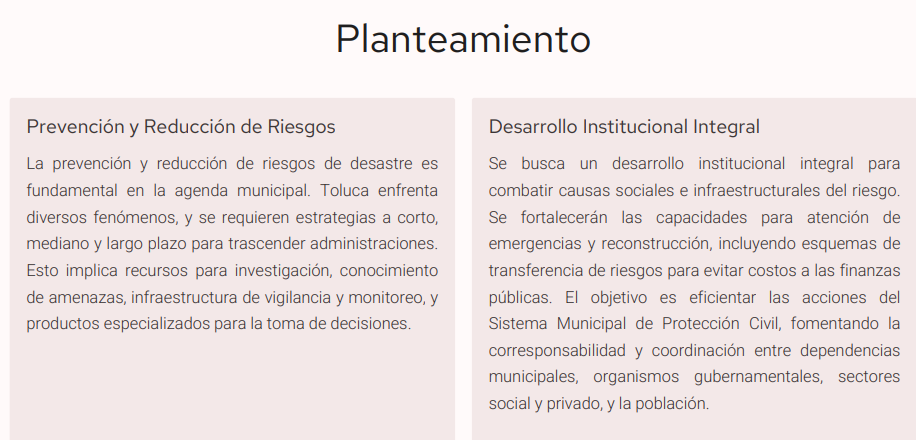 Planteamiento
Prevención y Reducción de Riesgos
La prevención y reducción de riesgos de desastre es
fundamental en la agenda municipal. Toluca enfrenta
diversos fenómenos, y se requieren estrategias a corto,
mediano y largo plazo para trascender administraciones.
Esto implica recursos para investigación, conocimiento
de amenazas, infraestructura de vigilancia y monitoreo, y
productos especializados para la toma de decisiones.
Desarrollo Institucional Integral
Se busca un desarrollo institucional integral para
combatir causas sociales e infraestructurales del riesgo.
Se fortalecerán las capacidades para atención de
emergencias y reconstrucción, incluyendo esquemas de
transferencia de riesgos para evitar costos a las finanzas
públicas. El objetivo es eficientar las acciones del
Sistema Municipal de Protección Civil, fomentando la
corresponsabilidad y coordinación entre dependencias
municipales, organismos gubernamentales, sectores
social y privado, y la población.